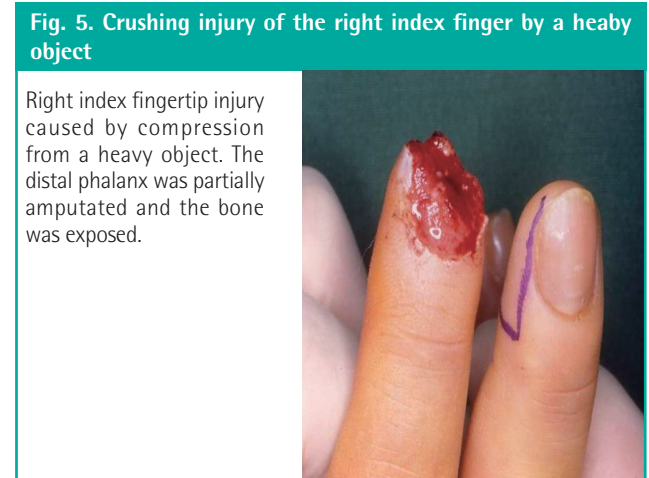 Fig. 5. Crushing injury of the right index finger by a heaby
object
Right index fingertip injury
caused by compression
from a heavy object. The
distal phalanx was partially
amputated and the bone
was exposed.